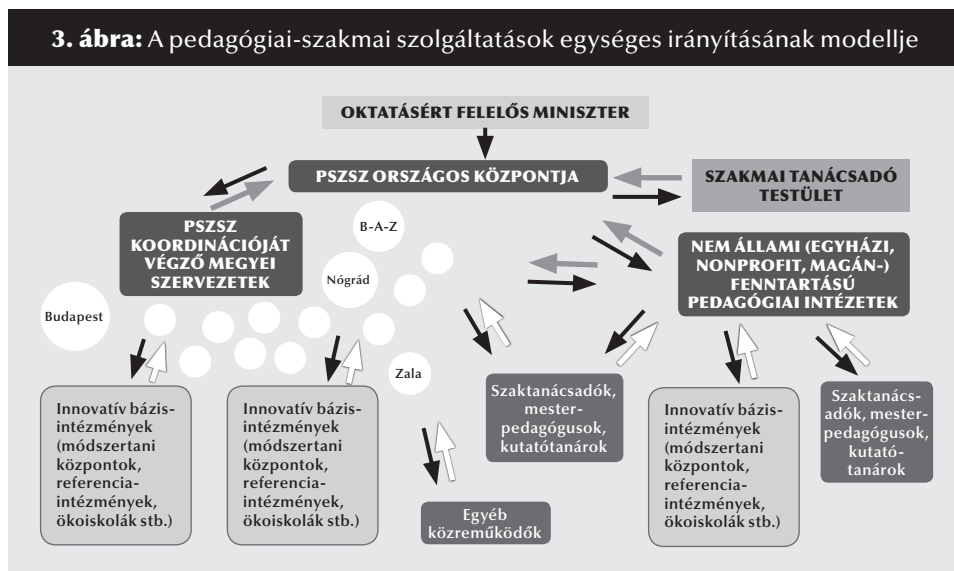 3. ábra: A pedagógiai-szakmai szolgáltatások egységes irányításának modellje
OKTATÁSÉRT FELELŐS MINISZTER
PSZSZ ORSZÁGOS KÖZPONTJA
SZAKMAI TANÁCSADÓ
TESTÜLET
PSZSZ
KOORDINÁCIÓJÁT
VÉGZŐ MEGYEI
SZERVEZETEK
B-A-Z
Nógrád
Budapest
Zala
NEM ÁLLAMI (EGYHÁZI,
NONPROFIT, MAGÁN-)
FENNTARTÁSÚ
PEDAGÓGIAI INTÉZETEK
Innovatív bázis-
intézmények
(módszertani
központok,
referencia-
intézmények,
ökoiskolák stb.)
Innovatív bázis-
intézmények
(módszertani
központok,
referencia-
intézmények,
ökoiskolák stb.)
Egyéb
közreműködők
Szaktanácsadók,
mester-
pedagógusok,
kutatótanárok
Innovatív bázis-
intézmények
(módszertani
központok,
referencia-
intézmények,
ökoiskolák stb.)
Szaktanács-
adók, mester-
pedagógusok,
kutató-
tanárok